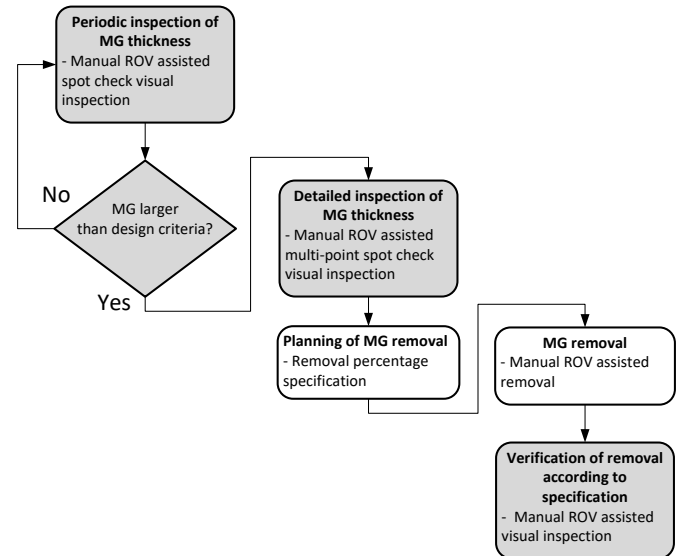 Periodic inspection of
MG thickness
- Manual ROV assisted
spot check visual
inspection
No
MG larger
than design criteria?
Yes
Detailed inspection of
MG thickness
- Manual ROV assisted
multi-point spot check
visual inspection
Planning of MG removal
- Removal percentage
specification
MG removal
- Manual ROV assisted
removal
Verification of removal
according to
specification
- Manual ROV assisted
visual inspection